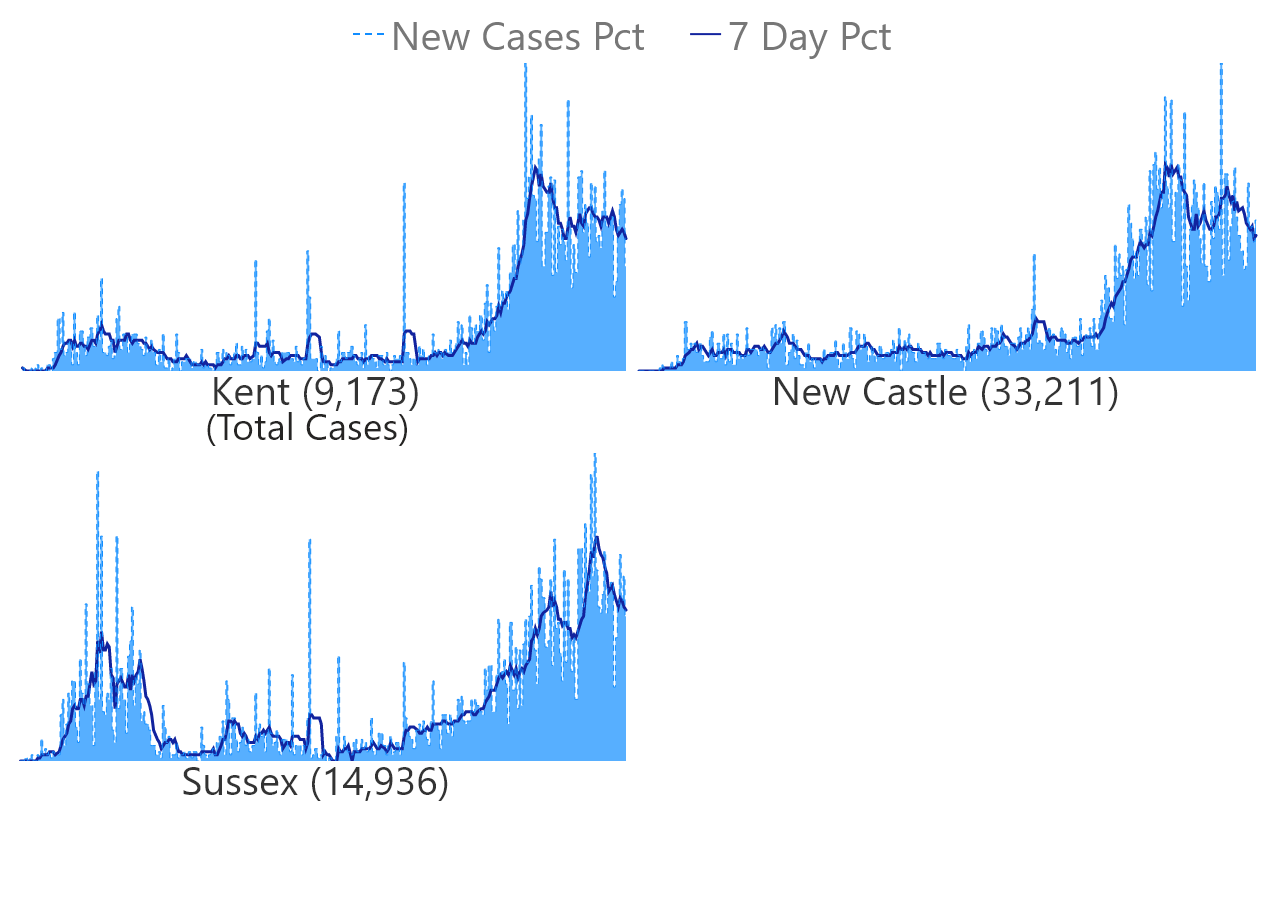 New Cases Pct 7 Day Pct
Kent (9,173)
(Total Cases)
New Castle (33,211)
Sussex (14,936)